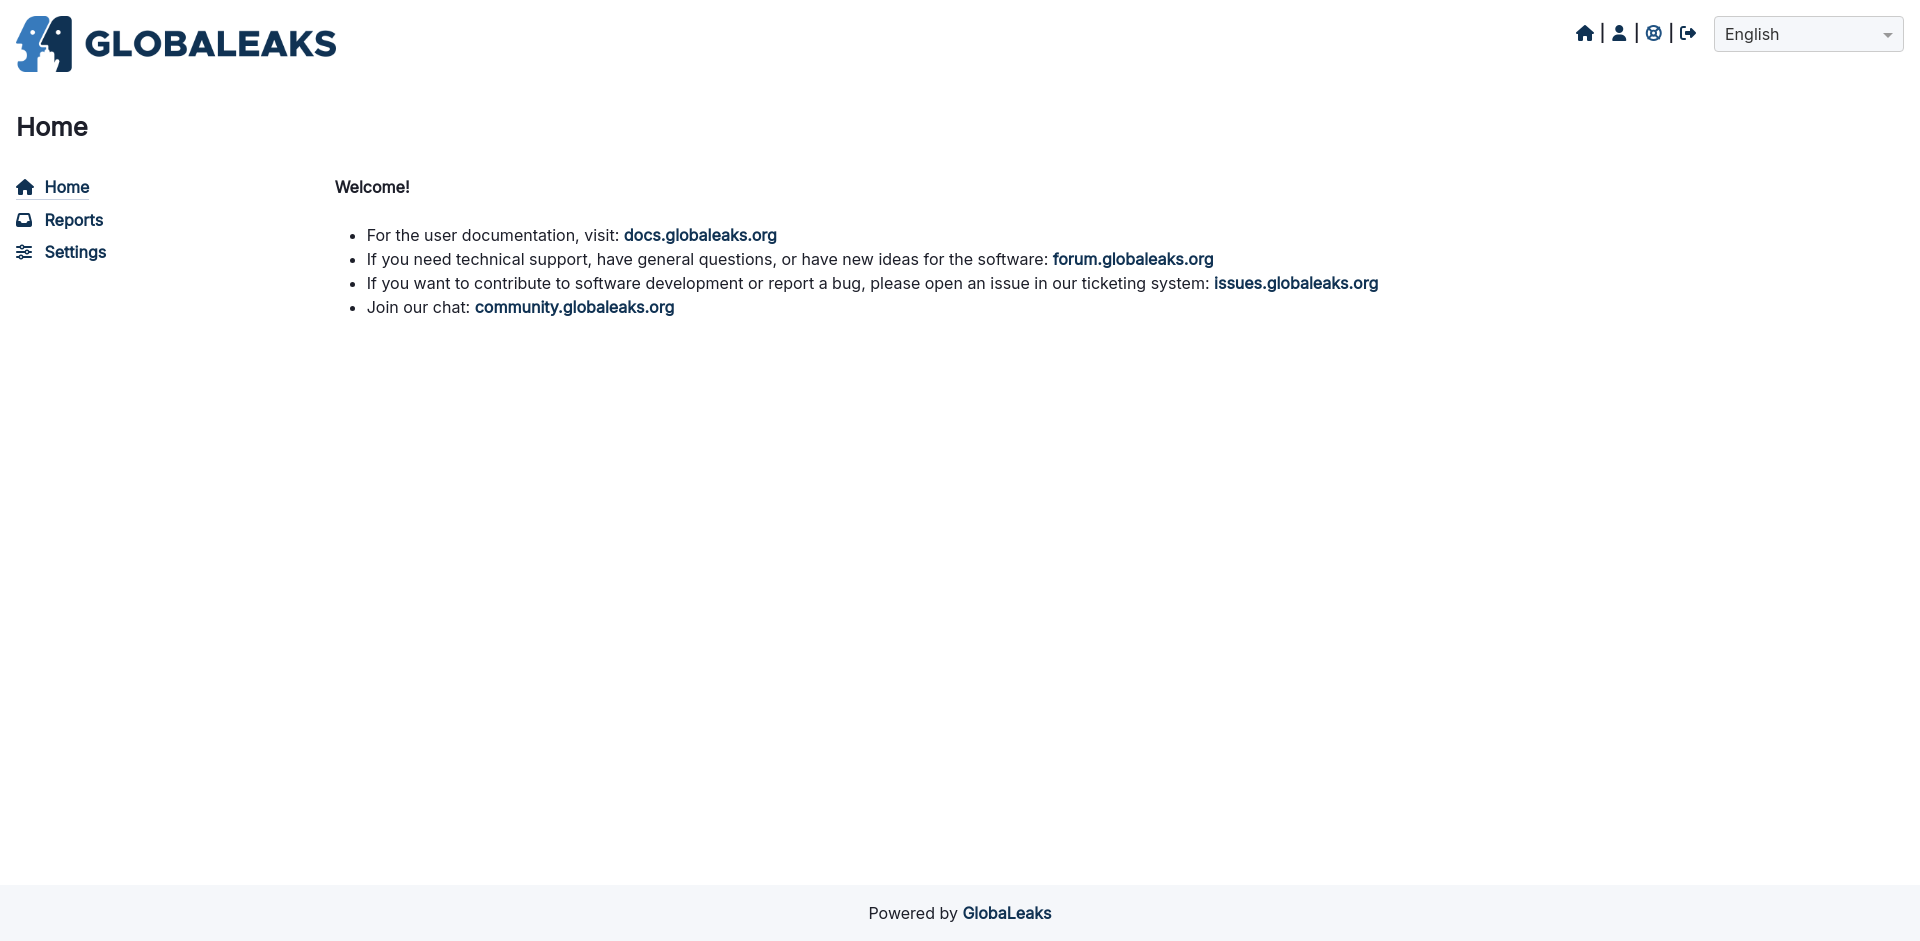 GLOBALEAKS
| | |
English
Home
Home
Reports
Settings
Welcome!
For the user documentation, visit: docs.globaleaks.org
If you need technical support, have general questions, or have new ideas for the software: forum.globaleaks.org
If you want to contribute to software development or report a bug, please open an issue in our ticketing system: issues.globaleaks.org
Join our chat: community.globaleaks.org
Powered by GlobaLeaks